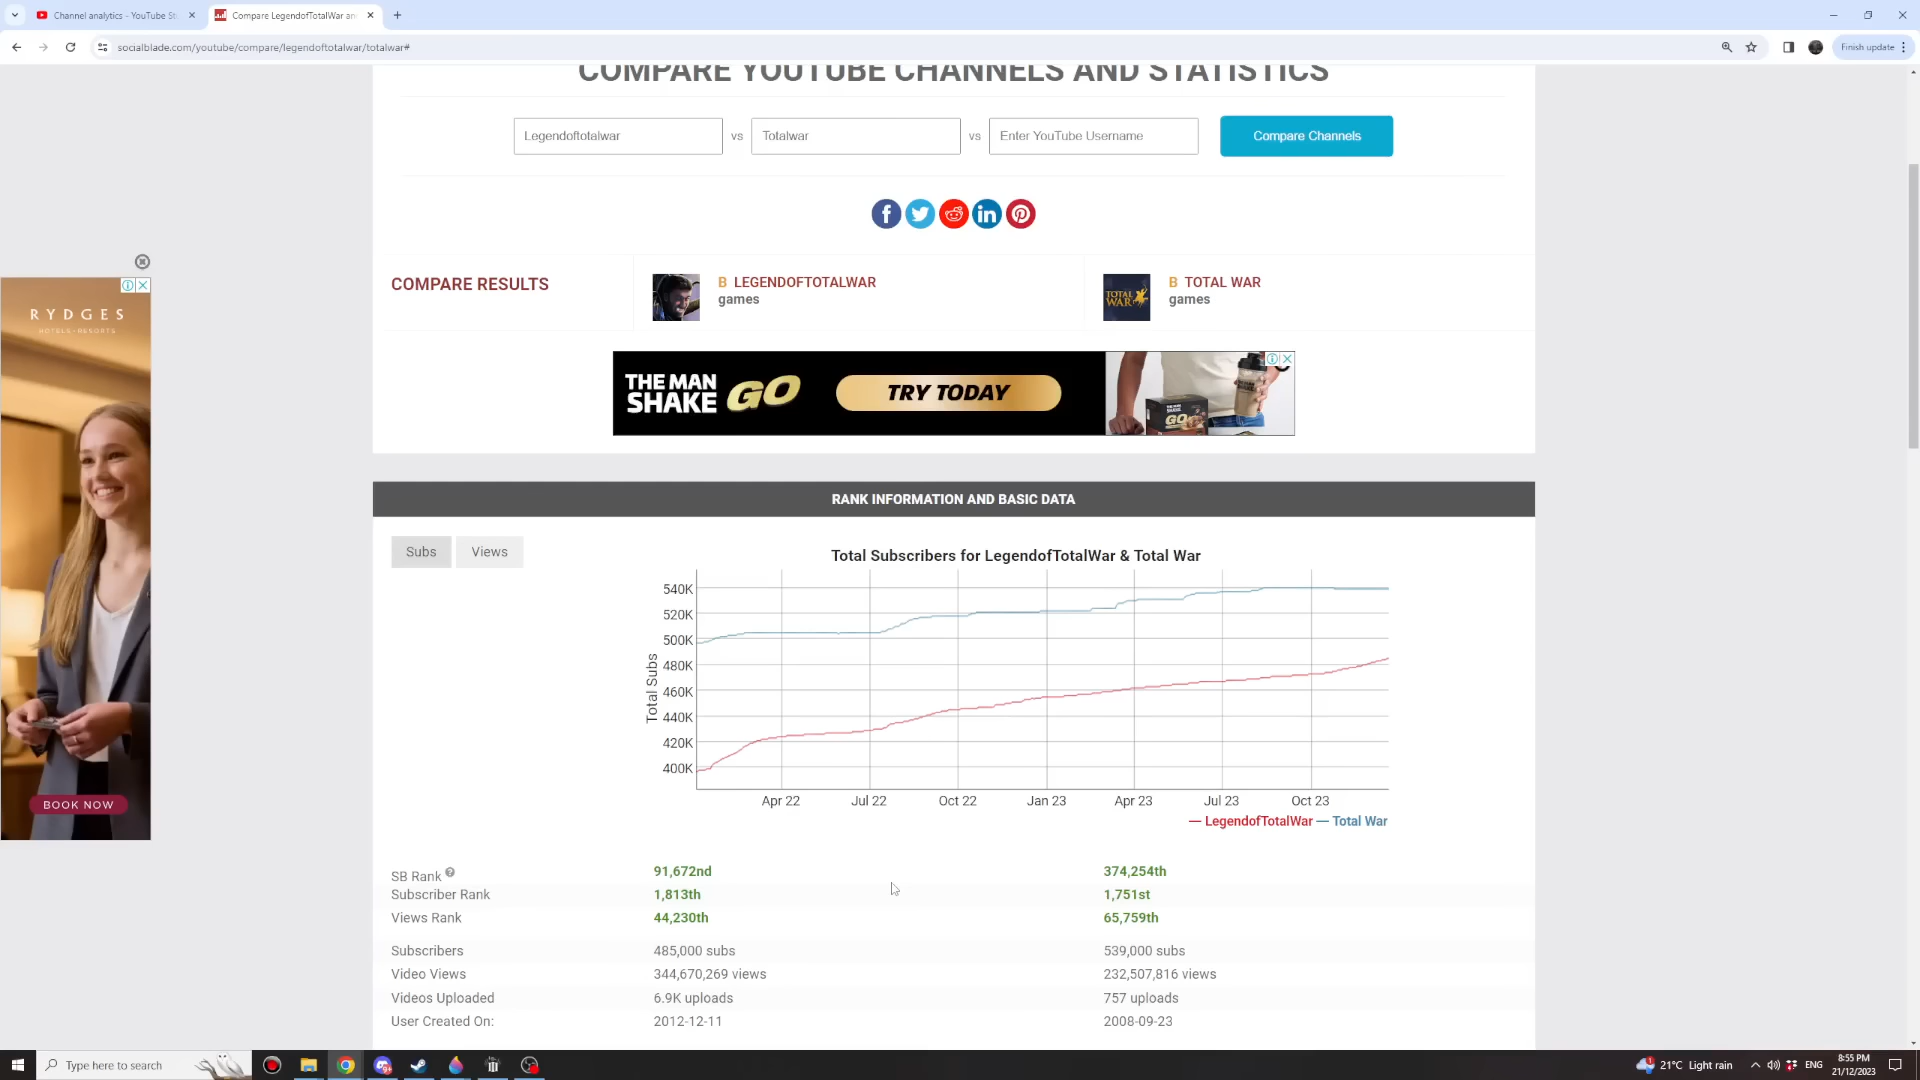 Channel analytics - YouTube St
Compare LegendofTotalWar an
socialblade.com/youtube/compare/legendoftotalwar/totalwar#
Finish update
COMPARE YOUTUBE CHANNELS AND STATISTICS
Legendoftotalwar vs Totalwar vs Enter YouTube Username Compare Channels
COMPARE RESULTS
B LEGENDOFTOTALWAR
games
B TOTAL WAR
games
TOTAL WAR
RYDGES
HOTELS • RESORTS
BOOK NOW
THE MAN SHAKE GO
TRY TODAY
GO
RANK INFORMATION AND BASIC DATA
Subs Views
Total Subscribers for LegendofTotalWar & Total War
Total Subs
540K
520K
500K
480K
460K
440K
420K
400K
Apr 22 Jul 22 Oct 22 Jan 23 Apr 23 Jul 23 Oct 23
— LegendofTotalWar — Total War
SB Rank ? 91,672nd 374,254th
Subscriber Rank 1,813th 1,751st
Views Rank 44,230th 65,759th
Subscribers 485,000 subs 539,000 subs
Video Views 344,670,269 views 232,507,816 views
Videos Uploaded 6.9K uploads 757 uploads
User Created On: 2012-12-11 2008-09-23
Type here to search
21°C Light rain
ENG
8:55 PM
21/12/2023